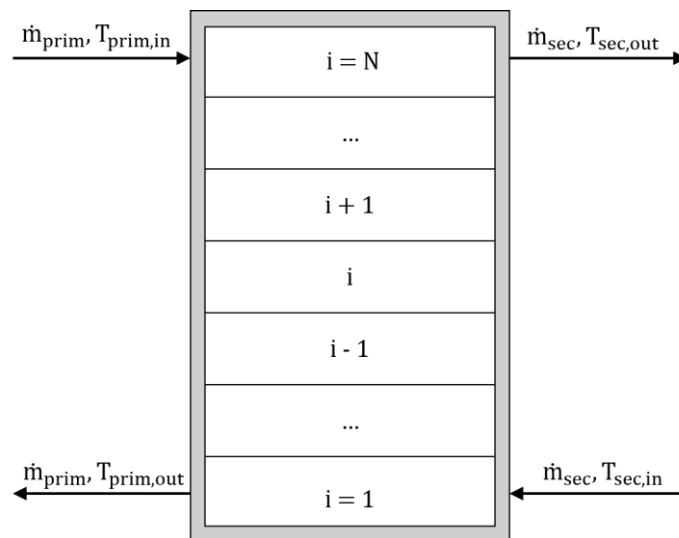 ṁprim, Tprim,in
ṁsec, Tsec,out
i = N
...
i + 1
i
i - 1
...
ṁprim, Tprim,out
ṁsec, Tsec,in
i = 1